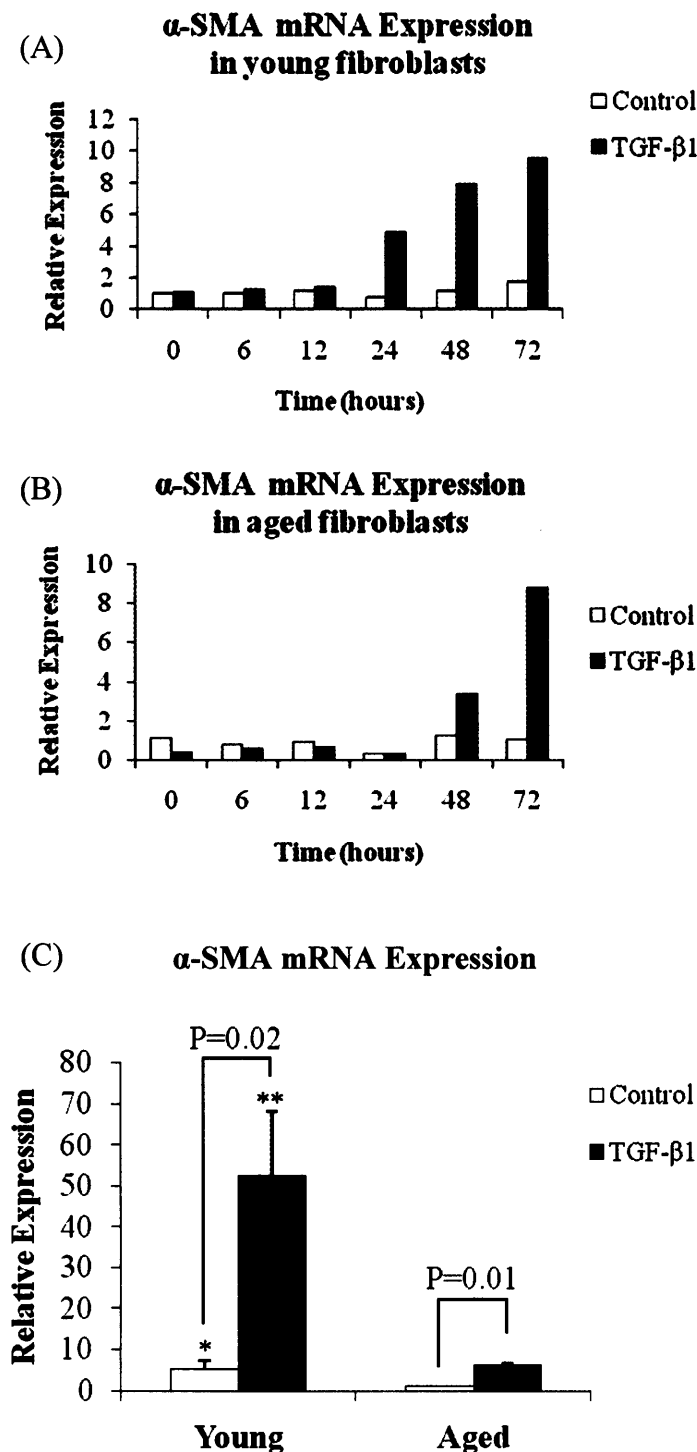 (A)
α-SMA mRNA Expression
in young fibroblasts
Control
TGF-β1
Relative Expression
12
10
8
6
4
2
0
0 6 12 24 48 72
Time (hours)
(B)
α-SMA mRNA Expression
in aged fibroblasts
Control
TGF-β1
Relative Expression
10
8
6
4
2
0
0 6 12 24 48 72
Time (hours)
(C)
α-SMA mRNA Expression
Control
TGF-β1
Relative Expression
80
70
60
50
40
30
20
10
0
P=0.02
**
*
P=0.01
Young Aged